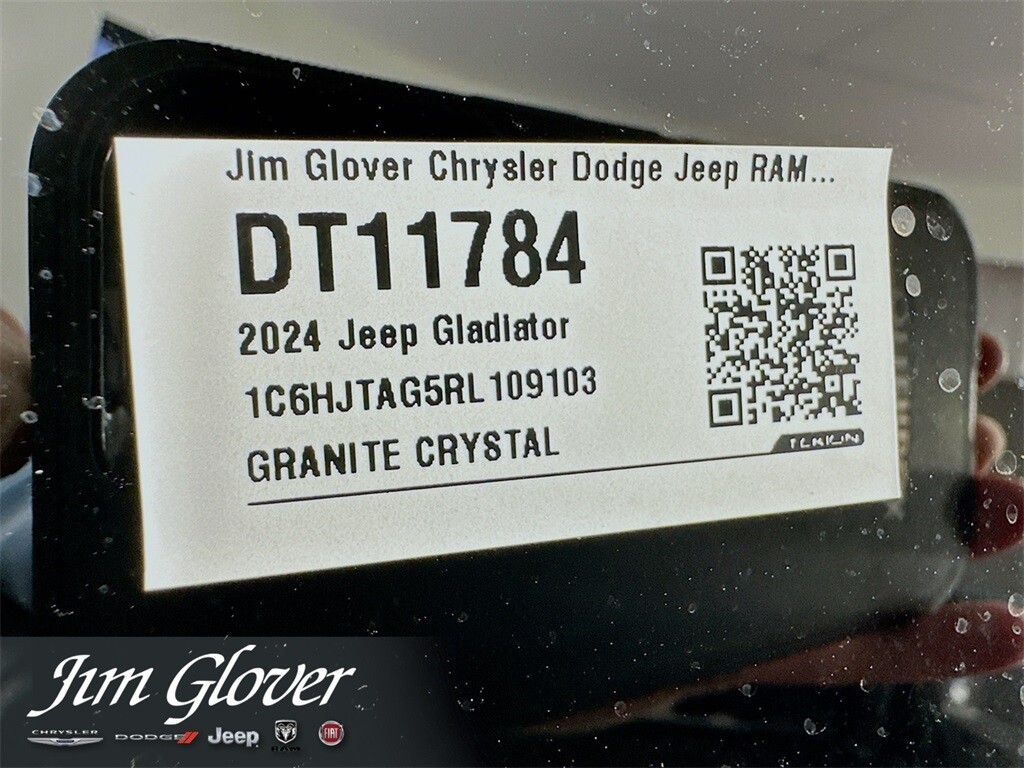 Jim Glover Chrysler Dodge Jeep RAM...
DT11784
2024 Jeep Gladiator
1C6HJTAG5RL109103
GRANITE CRYSTAL
Jim Glover
CHRYSLER DODGE Jeep RAM FIAT